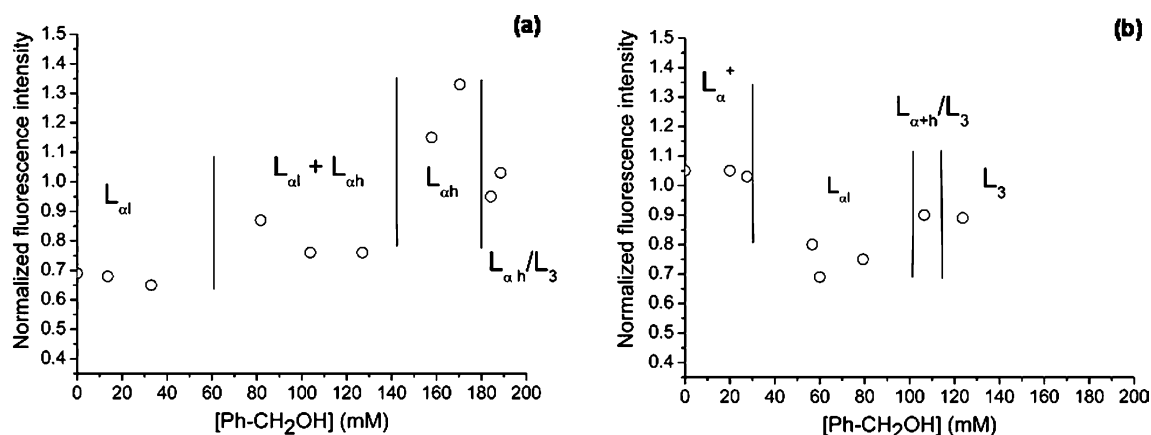 (a)
Normalized fluorescence intensity
1.5
1.4
1.3
1.2
1.1
1.0
0.9
0.8
0.7
0.6
0.5
0.4
Lαl
Lαl + Lαh
Lαh
Lα h/L3
0 20 40 60 80 100 120 140 160 180 200
[Ph-CH2OH] (mM)
(b)
Normalized fluorescence intensity
1.5
1.4
1.3
1.2
1.1
1.0
0.9
0.8
0.7
0.6
0.5
0.4
Lα+
Lαl
Lα+h/L3
L3
0 20 40 60 80 100 120 140 160 180 200
[Ph-CH2OH] (mM)